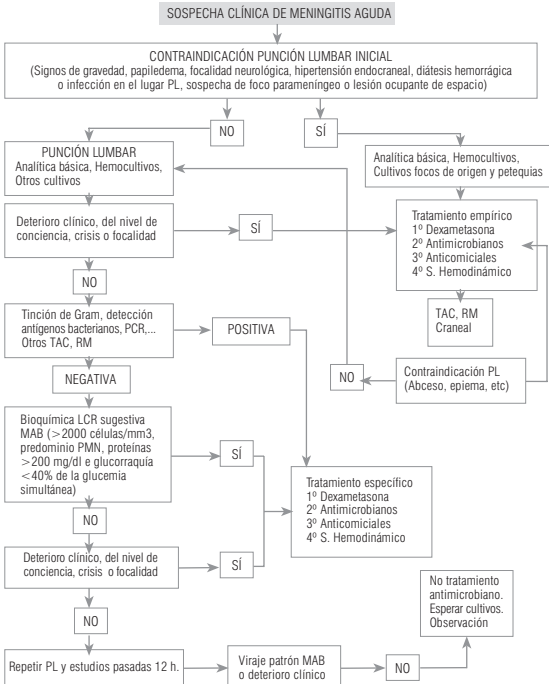 SOSPECHA CLÍNICA DE MENINGITIS AGUDA
CONTRAINDICACIÓN PUNCIÓN LUMBAR INICIAL
(Signos de gravedad, papiledema, focalidad neurológica, hipertensión endocraneal, diátesis hemorrágica
o infección en el lugar PL, sospecha de foco parameníngeo o lesión ocupante de espacio)
NO
SÍ
PUNCIÓN LUMBAR
Analítica básica, Hemocultivos,
Otros cultivos
Analítica básica, Hemocultivos,
Cultivos focos de origen y petequias
Deterioro clínico, del nivel de
conciencia, crisis o focalidad
SÍ
Tratamiento empírico
1º Dexametasona
2º Antimicrobianos
3º Anticomiciales
4º S. Hemodinámico
NO
TAC, RM
Craneal
Tinción de Gram, detección
antígenos bacterianos, PCR,...
Otros TAC, RM
POSITIVA
NO
Contraindicación PL
(Abceso, epiema, etc)
NEGATIVA
Bioquímica LCR sugestiva
MAB (>2000 células/mm3,
predominio PMN, proteínas
>200 mg/dl e glucorraquía
<40% de la glucemia
simultánea)
SÍ
Tratamiento específico
1º Dexametasona
2º Antimicrobianos
3º Anticomiciales
4º S. Hemodinámico
NO
Deterioro clínico, del nivel de
conciencia, crisis o focalidad
SÍ
NO
No tratamiento
antimicrobiano.
Esperar cultivos.
Observación
Repetir PL y estudios pasadas 12 h.
Viraje patrón MAB
o deterioro clínico
NO